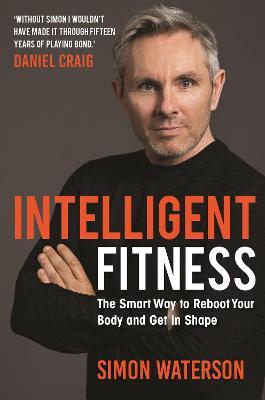 'WITHOUT SIMON I WOULDN'T
HAVE MADE IT THROUGH FIFTEEN
YEARS OF PLAYING BOND.'
DANIEL CRAIG
INTELLIGENT
FITNESS
The Smart Way to Reboot Your
Body and Get in Shape
SIMON WATERSON